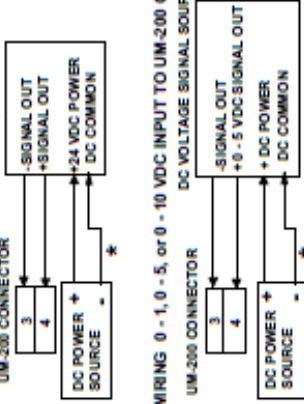 UM-200 CONNECTOR
3
4
-SIGNAL OUT
+SIGNAL OUT
+24 VDC POWER
DC COMMON
DC POWER +
SOURCE -
*
WIRING 0 - 1, 0 - 5, or 0 - 10 VDC INPUT TO UM-200
DC VOLTAGE SIGNAL
UM-200 CONNECTOR
3
4
-SIGNAL OUT
+0 - 5 VDC SIGNAL OUT
+ DC POWER
DC COMMON
DC POWER +
SOURCE -
*